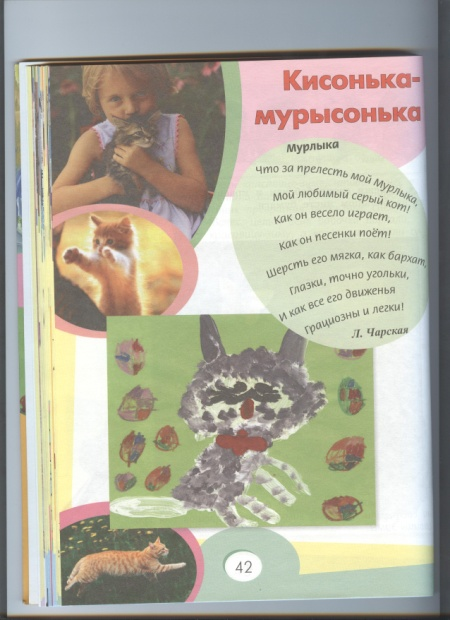 Кисонька-
мурысонька
Мурлыка
Что за прелесть мой Мурлыка,
Мой любимый серый кот!
Как он весело играет,
Как он песенки поёт!
Шерсть его мягка, как бархат,
Глазки, точно угольки,
И как все его движенья
Грациозны и легки!
Л. Чарская
42